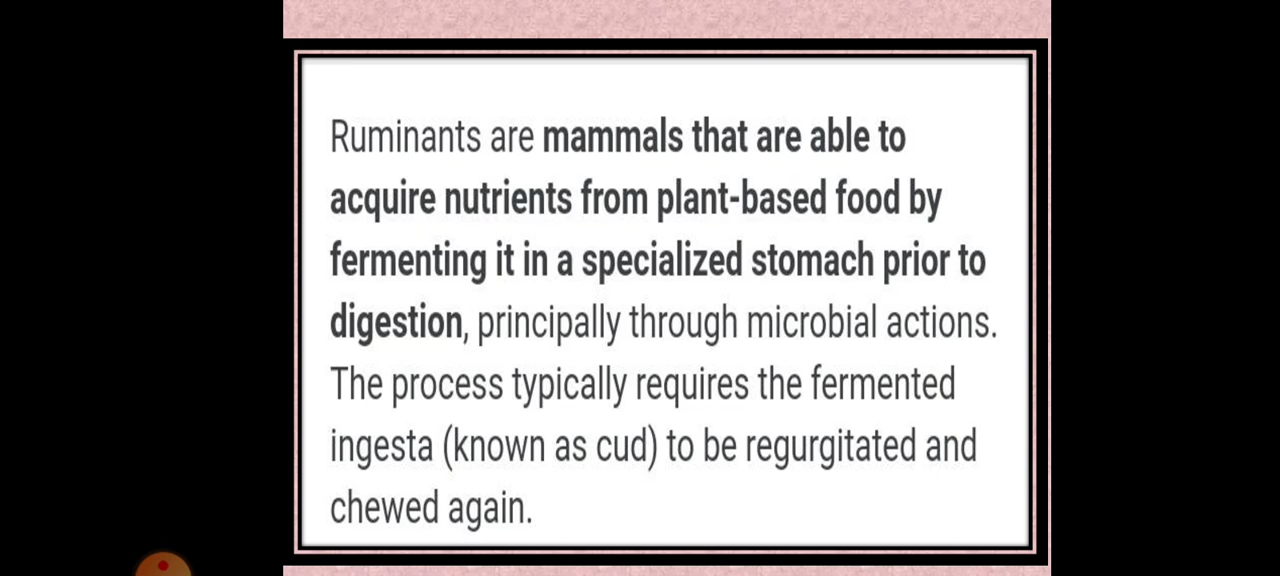 Ruminants are mammals that are able to
acquire nutrients from plant-based food by
fermenting it in a specialized stomach prior to
digestion, principally through microbial actions.
The process typically requires the fermented
ingesta (known as cud) to be regurgitated and
chewed again.